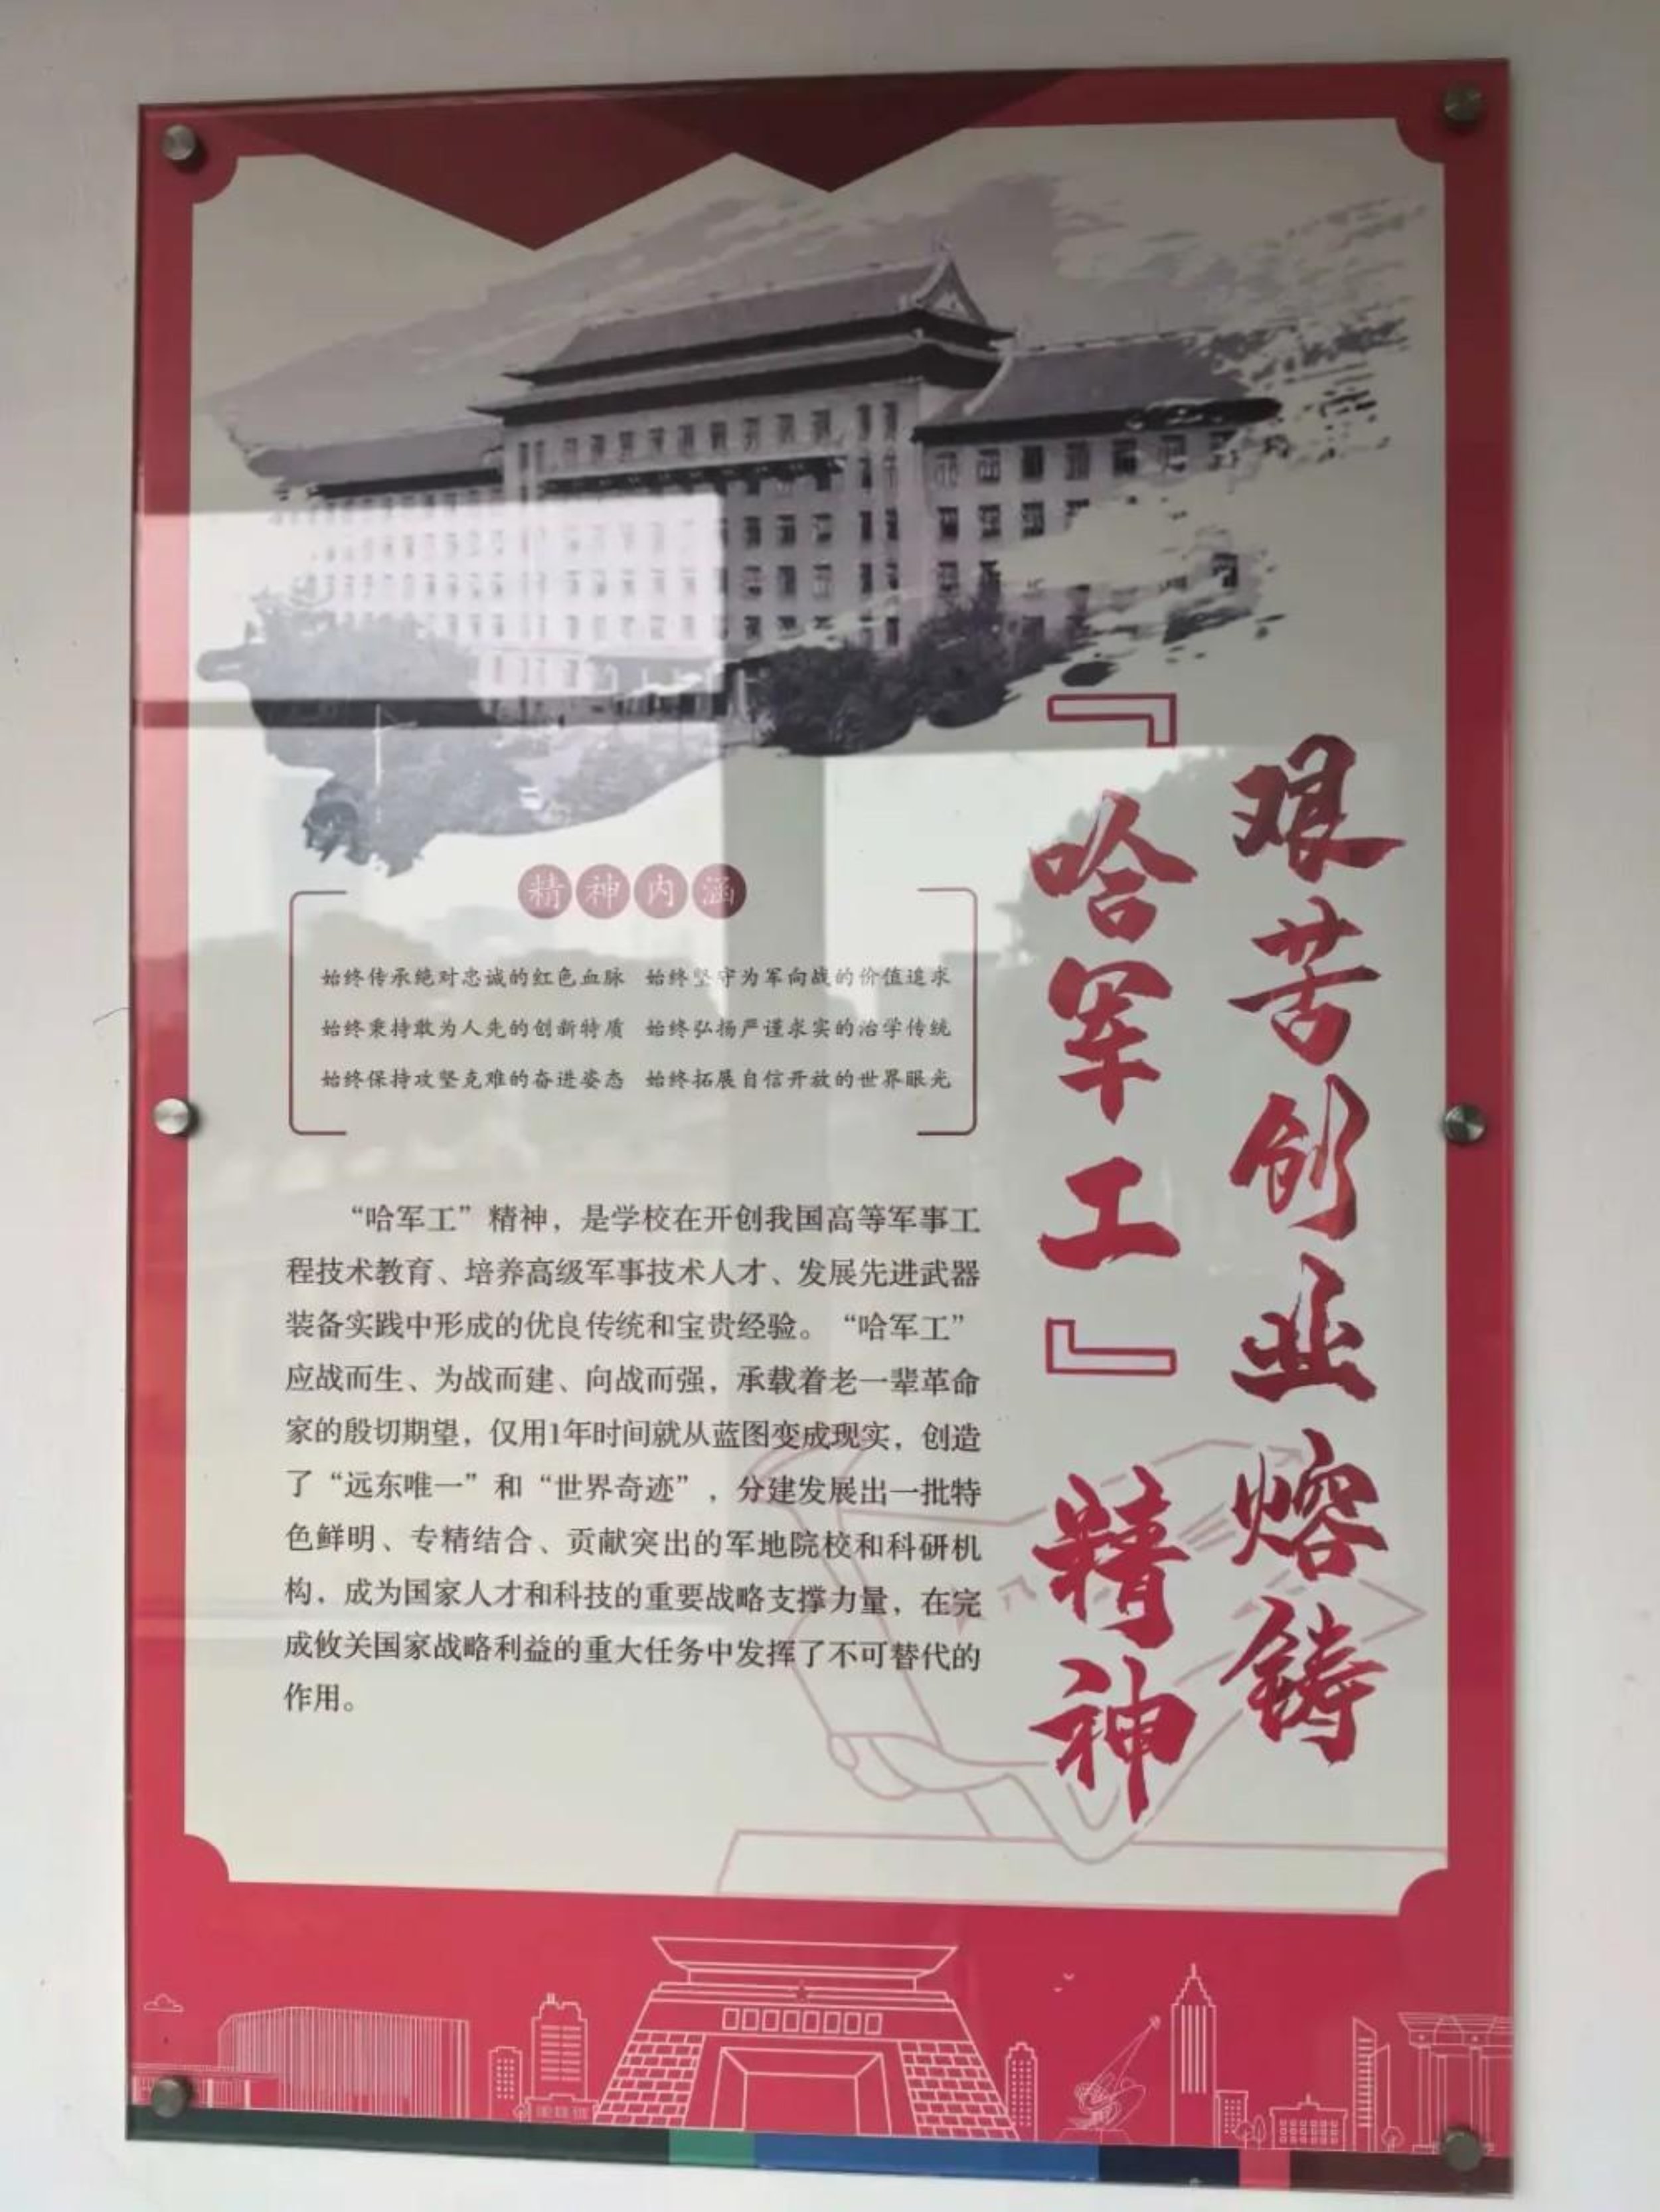 艰苦创业熔铸
『哈军工』精神
精神内涵
始终传承绝对忠诚的红色血脉 始终坚守为军向战的价值追求
始终秉持敢为人先的创新特质 始终弘扬严谨求实的治学传统
始终保持攻坚克难的奋进姿态 始终拓展自信开放的世界眼光
“哈军工”精神，是学校在开创我国高等军事工
程技术教育、培养高级军事技术人才、发展先进武器
装备实践中形成的优良传统和宝贵经验。“哈军工”
应战而生、为战而建、向战而强，承载着老一辈革命
家的殷切期望，仅用1年时间就从蓝图变成现实，创造
了“远东唯一”和“世界奇迹”，分建发展出一批特
色鲜明、专精结合、贡献突出的军地院校和科研机
构，成为国家人才和科技的重要战略支撑力量，在完
成攸关国家战略利益的重大任务中发挥了不可替代的
作用。